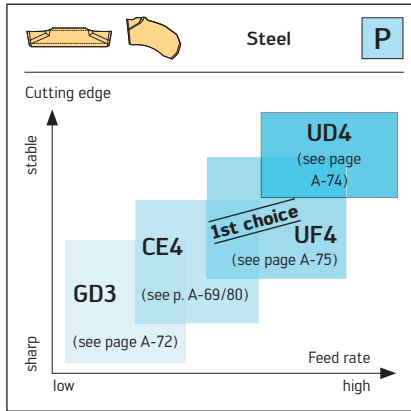 Steel
P
Cutting edge
stable
UD4
(see page
A-74)
1st choice
UF4
(see page A-75)
CE4
(see p. A-69/80)
GD3
(see page A-72)
sharp
Feed rate
low
high